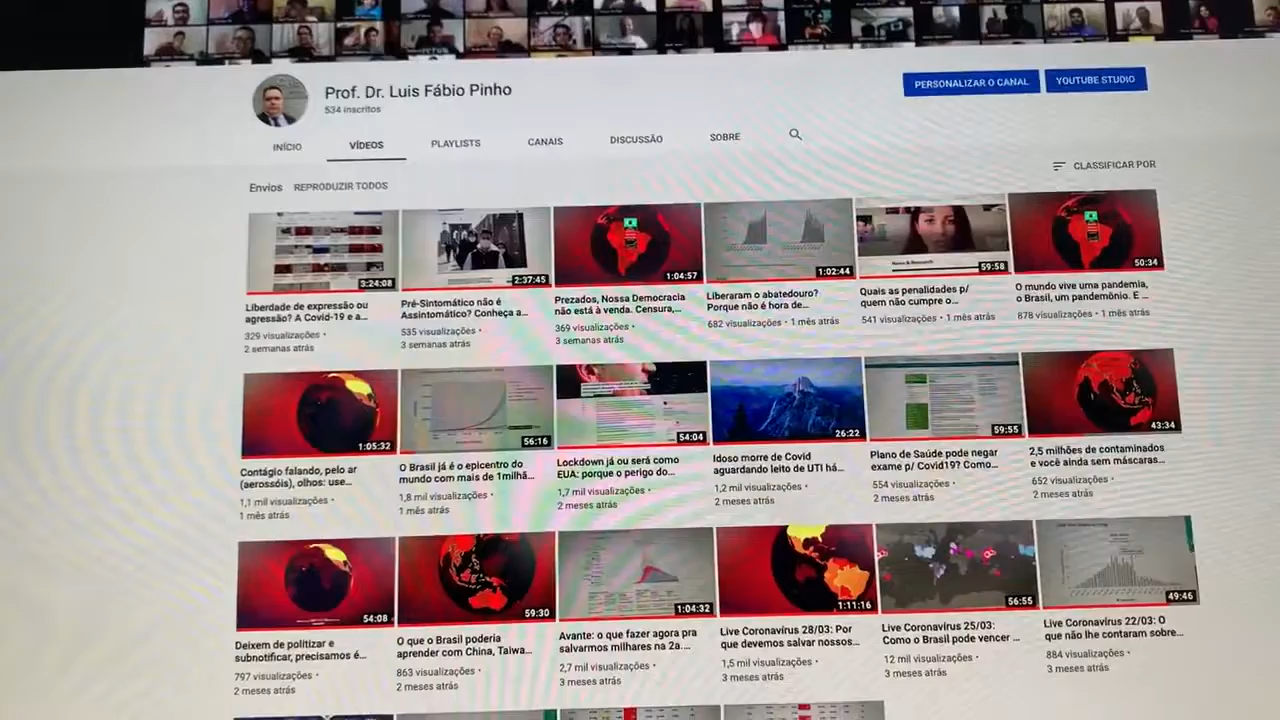 Prof. Dr. Luis Fábio Pinho
534 inscritos
PERSONALIZAR O CANAL
YOUTUBE STUDIO
INÍCIO
VÍDEOS
PLAYLISTS
CANAIS
DISCUSSÃO
SOBRE
Envios
REPRODUZIR TODOS
CLASSIFICAR POR
3:24:08
Liberdade de expressão ou
agressão? A Covid-19 e a...
329 visualizações •
2 semanas atrás
2:37:45
Pré-Sintomático não é
Assintomático? Conheça a...
535 visualizações •
3 semanas atrás
1:04:57
Prezados, Nossa Democracia
não está à venda. Censura,...
369 visualizações •
3 semanas atrás
1:02:44
Liberaram o abatedouro?
Porque não é hora de...
682 visualizações • 1 mês atrás
59:58
Quais as penalidades p/
quem não cumpre o...
541 visualizações • 1 mês atrás
50:34
O mundo vive uma pandemia,
o Brasil, um pandemônio. E ...
878 visualizações • 1 mês atrás
1:05:32
Contágio falando, pelo ar
(aerossóis), olhos: use...
1,1 mil visualizações •
1 mês atrás
56:16
O Brasil já é o epicentro do
mundo com mais de 1milhã...
1,8 mil visualizações •
1 mês atrás
54:04
Lockdown já ou será como
EUA: porque o perigo do...
1,7 mil visualizações •
2 meses atrás
26:22
Idoso morre de Covid
aguardando leito de UTI há...
1,2 mil visualizações •
2 meses atrás
59:55
Plano de Saúde pode negar
exame p/ Covid19? Como...
554 visualizações •
2 meses atrás
43:34
2,5 milhões de contaminados
e você ainda sem máscaras...
652 visualizações •
2 meses atrás
54:08
Deixem de politizar e
subnotificar, precisamos é...
797 visualizações •
2 meses atrás
59:30
O que o Brasil poderia
aprender com China, Taiwa...
863 visualizações •
2 meses atrás
1:04:32
Avante: o que fazer agora pra
salvarmos milhares na 2a....
2,7 mil visualizações •
3 meses atrás
1:11:16
Live Coronavírus 28/03: Por
que devemos salvar nossos...
1,5 mil visualizações •
3 meses atrás
56:55
Live Coronavírus 25/03:
Como o Brasil pode vencer ...
12 mil visualizações •
3 meses atrás
49:46
Live Coronavírus 22/03: O
que não lhe contaram sobre...
884 visualizações •
3 meses atrás